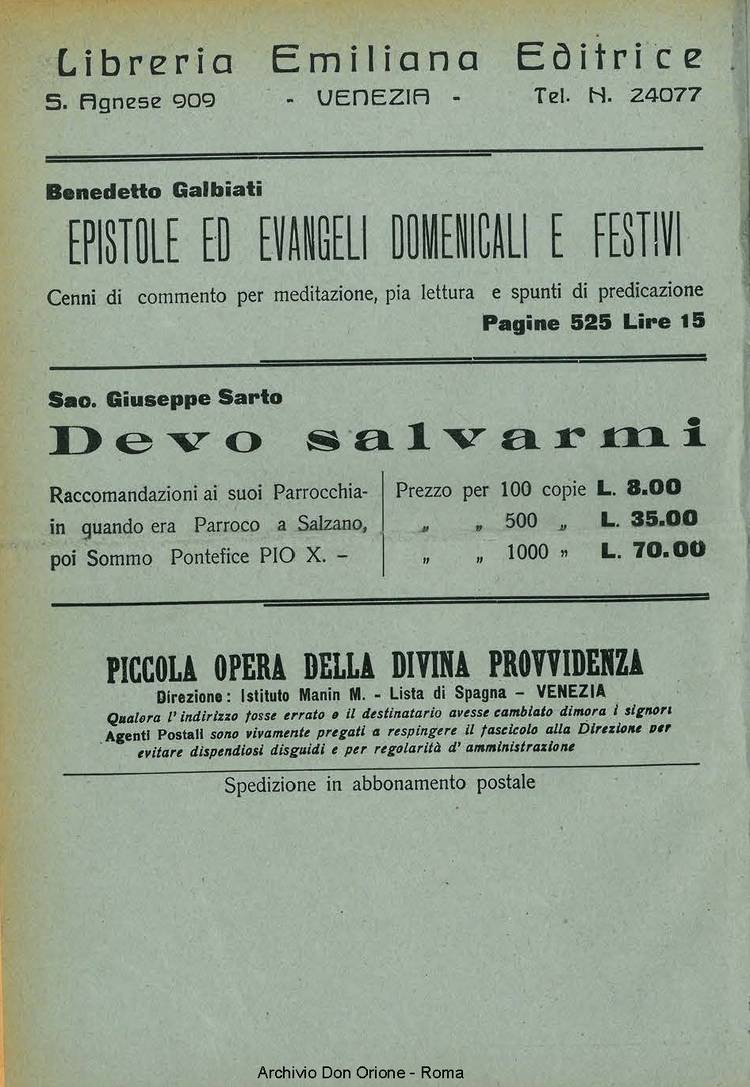 Libreria Emiliana Editrice
S. Agnese 909 - VENEZIA - Tel. N. 24077
Benedetto Galbiati
EPISTOLE ED EVANGELI DOMENICALI E FESTIVI
Cenni di commento per meditazione, pia lettura e spunti di predicazione
Pagine 525 Lire 15
Sac. Giuseppe Sarto
Devo salvarmi
Raccomandazioni ai suoi Parrocchia-
in quando era Parroco a Salzano,
poi Sommo Pontefice PIO X. -
Prezzo per 100 copie L. 8.00
„ „ 500 „ L. 35.00
„ „ 1000 „ L. 70.00
PICCOLA OPERA DELLA DIVINA PROVVIDENZA
Direzione: Istituto Manin M. - Lista di Spagna - VENEZIA
Qualora l'indirizzo fosse errato o il destinatario avesse cambiato dimora i signori
Agenti Postali sono vivamente pregati a respingere il fascicolo alla Direzione per
evitare dispendiosi disguidi e per regolarità d'amministrazione
Spedizione in abbonamento postale
Archivio Don Orione - Roma